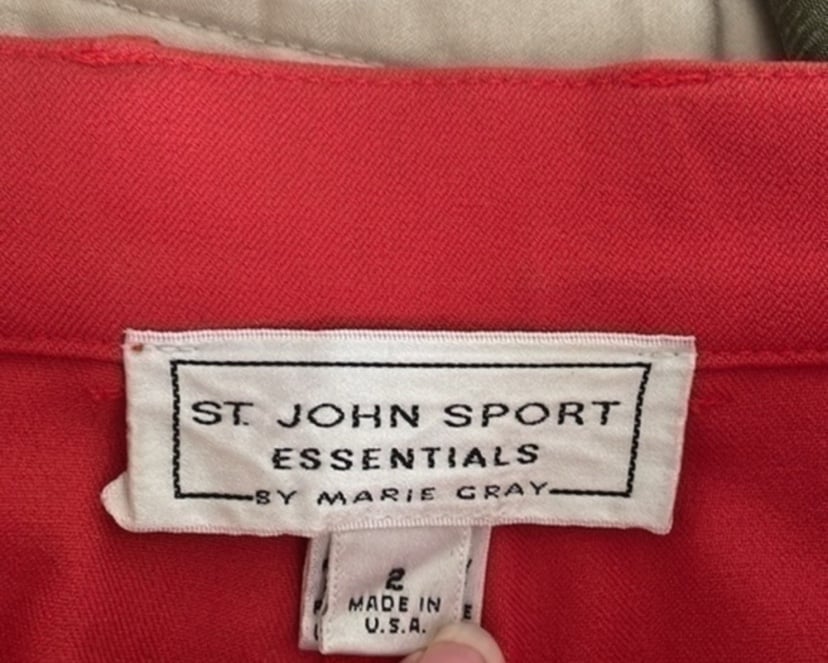 ST. JOHN SPORT
ESSENTIALS
BY MARIE GRAY
2
MADE IN
U.S.A.